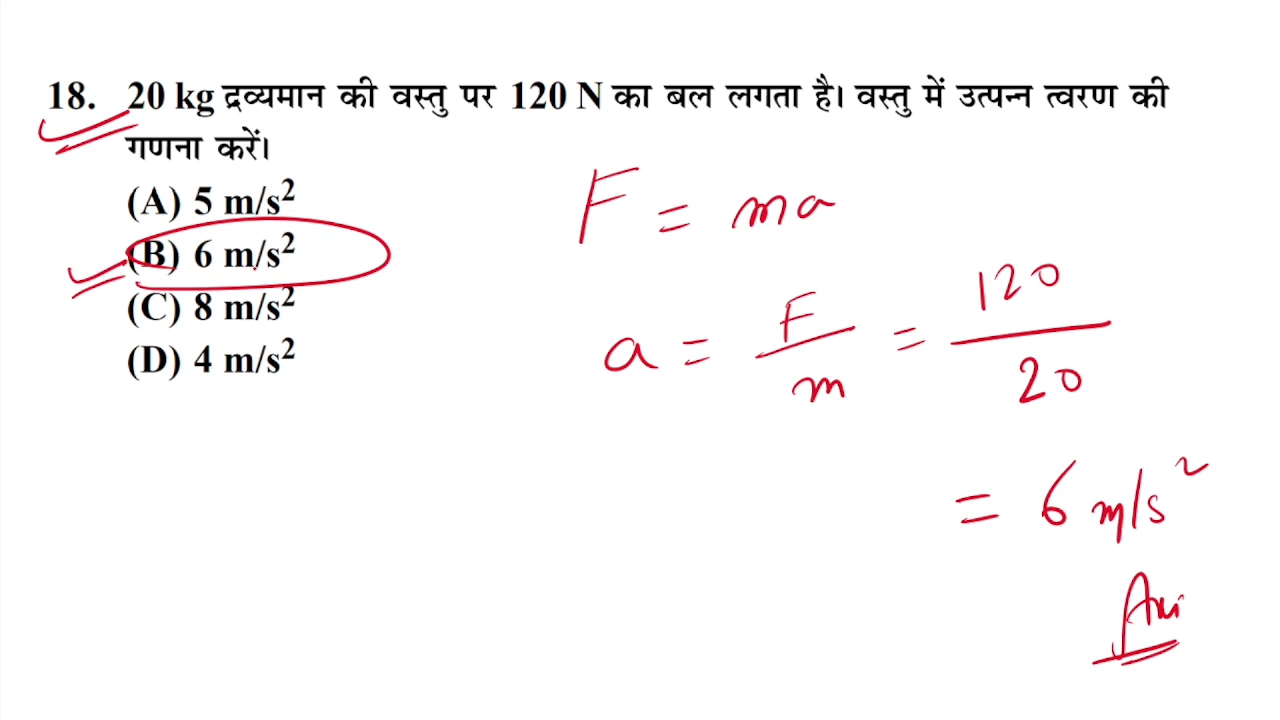 18. 20 kg द्रव्यमान की वस्तु पर 120 N का बल लगता है। वस्तु में उत्पन्न त्वरण की
गणना करें।
(A) 5 m/s²
(B) 6 m/s²
(C) 8 m/s²
(D) 4 m/s²
F = ma
a = F/m = 120/20
= 6 m/s²
Ans